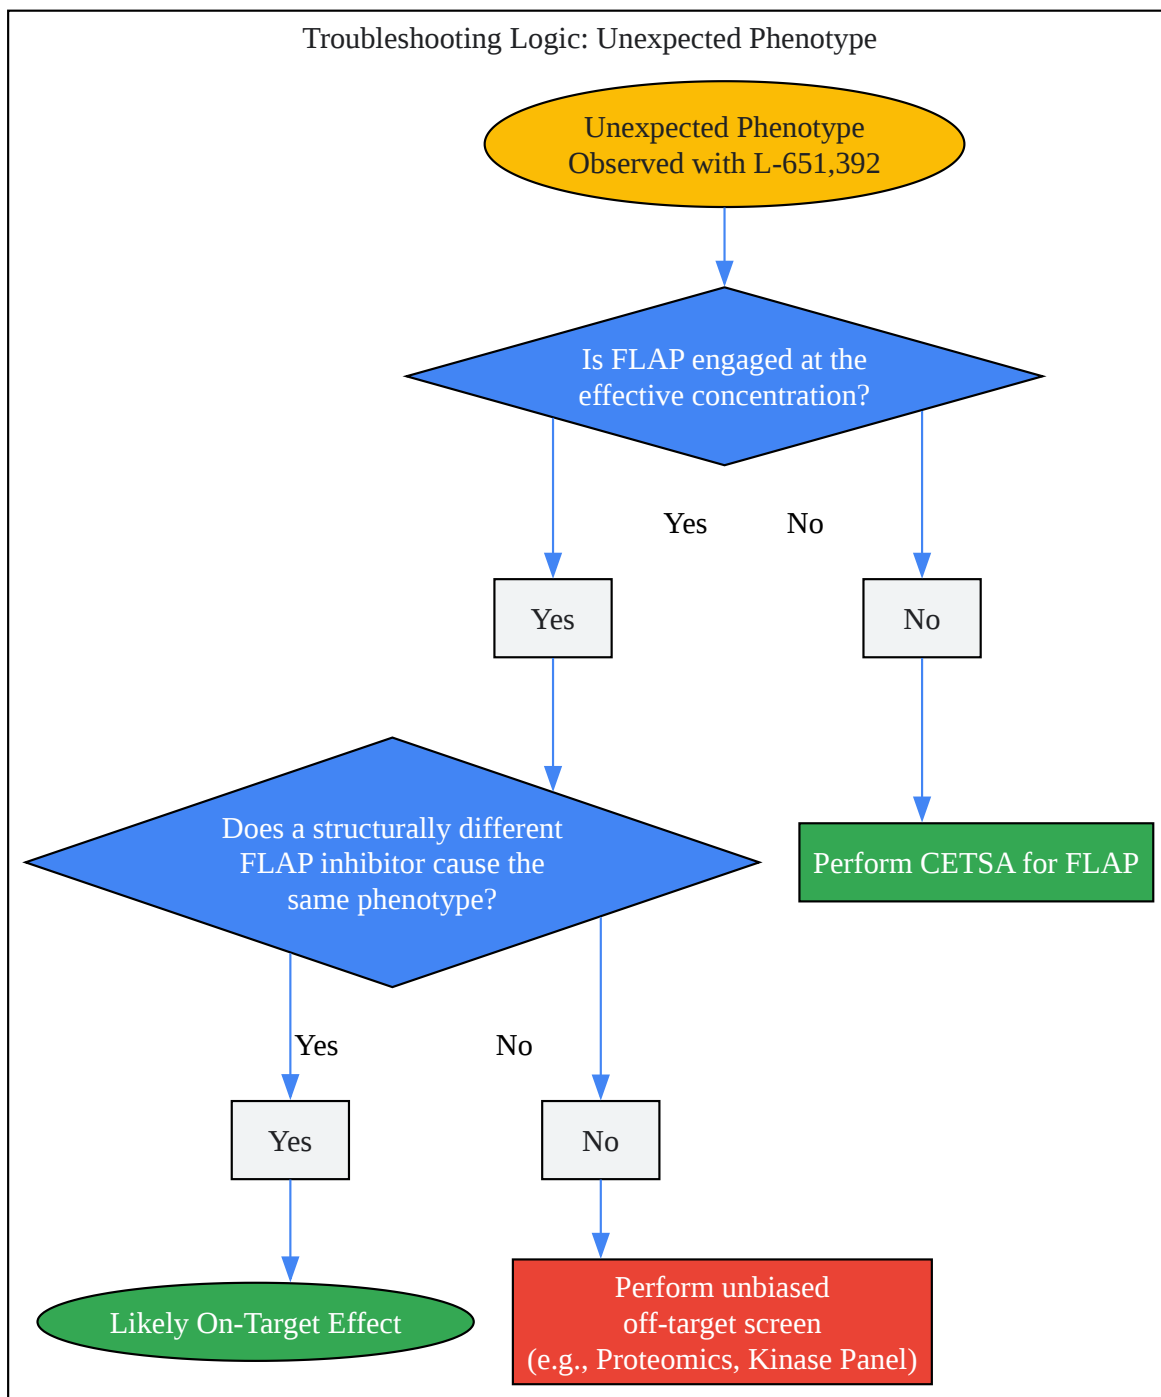 Troubleshooting Logic: Unexpected Phenotype
Unexpected Phenotype
Observed with L-651,392
Is FLAP engaged at the
effective concentration?
Yes
No
Yes
No
Does a structurally different
FLAP inhibitor cause the
same phenotype?
Perform CETSA for FLAP
Yes
No
Yes
No
Likely On-Target Effect
Perform unbiased
off-target screen
(e.g., Proteomics, Kinase Panel)